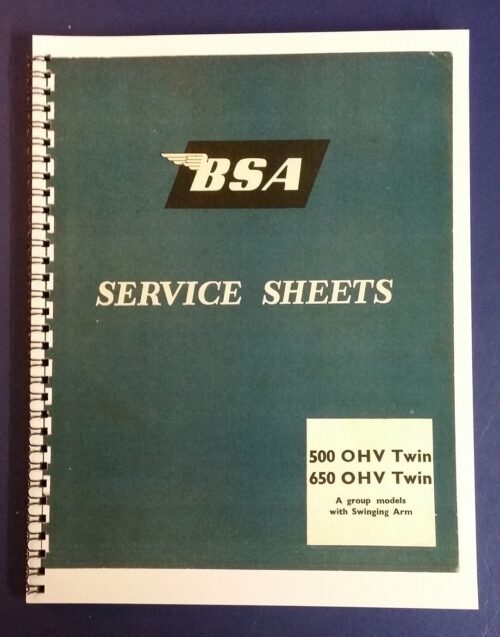 BSA
SERVICE SHEETS
500 OHV Twin
650 OHV Twin
A group models
with Swinging Arm